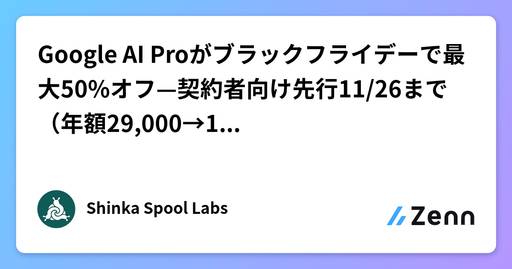 Google AI Proがブラックフライデーで最
大50%オフ—契約者向け先行11/26まで
（年額29,000→1...
Shinka Spool Labs
Zenn